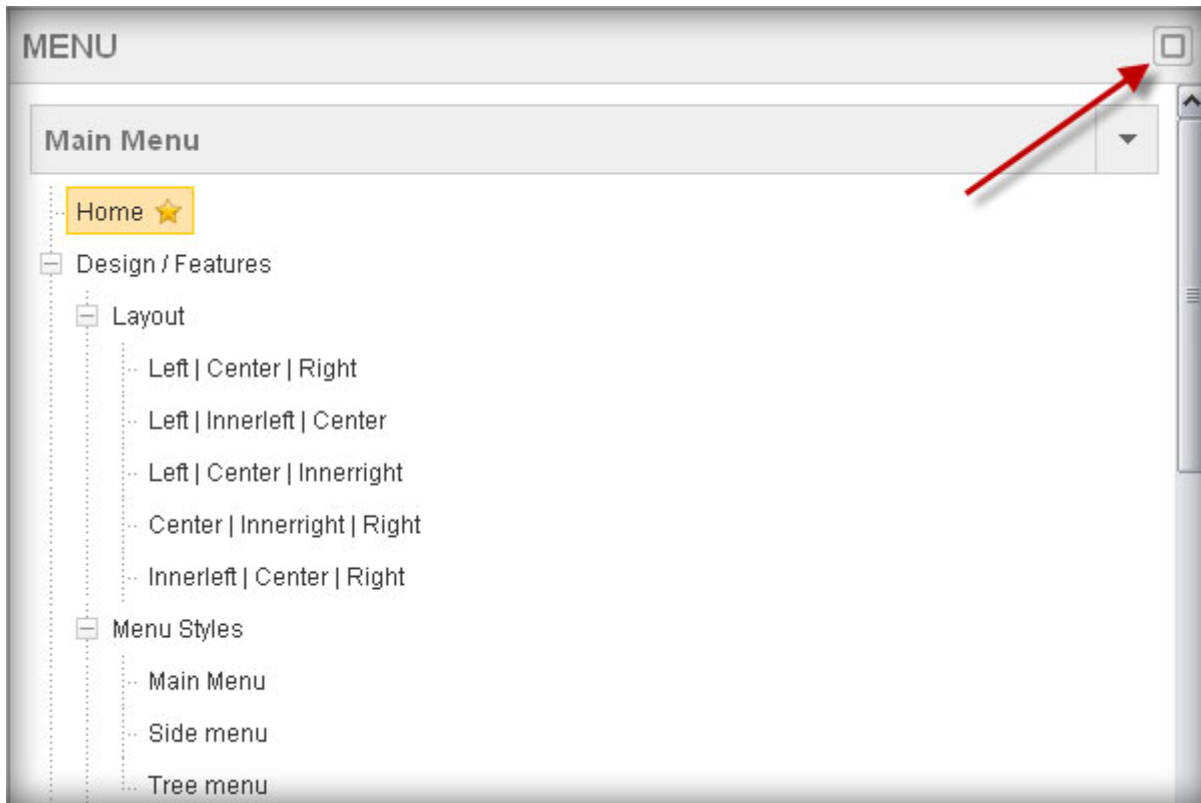 MENU
Main Menu
Home
Design / Features
Layout
Left | Center | Right
Left | Innerleft | Center
Left | Center | Innerright
Center | Innerright | Right
Innerleft | Center | Right
Menu Styles
Main Menu
Side menu
Tree menu